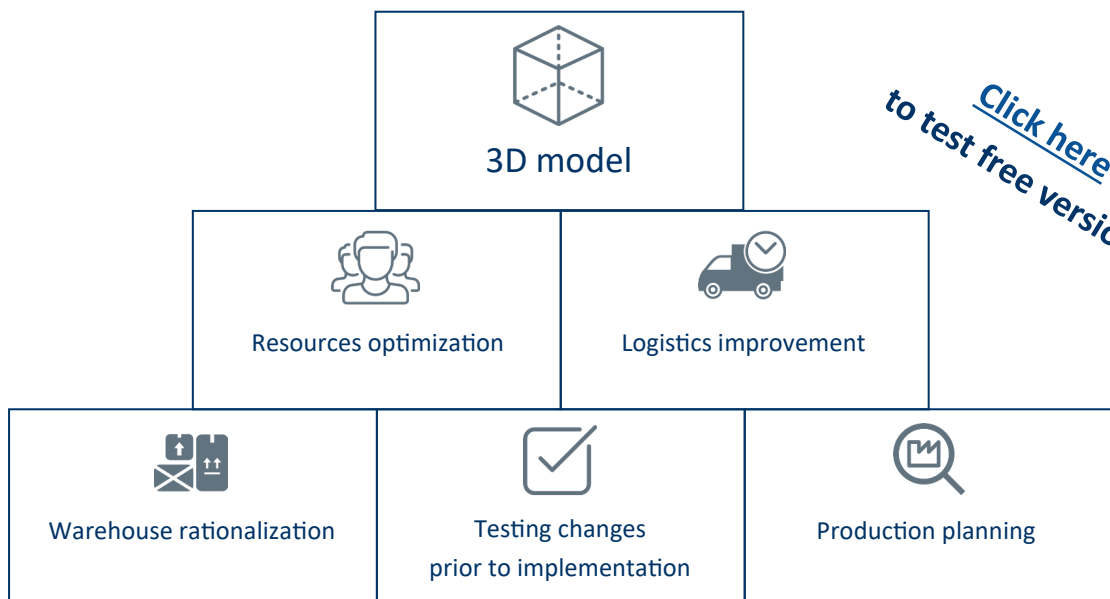 3D model
Click here
to test free versio
Resources optimization
Logistics improvement
Warehouse rationalization
Testing changes
prior to implementation
Production planning